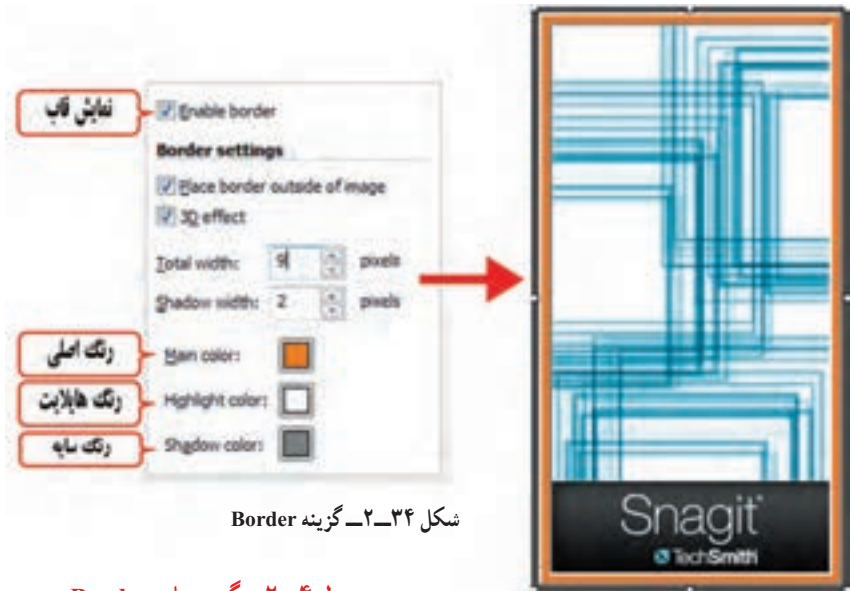 نمایش قاب
Enable border
Border settings
Place border outside of image
3D effect
Total width: 9 pixels
Shadow width: 2 pixels
رنگ اصلی
Main color:
رنگ هایلایت
Highlight color:
رنگ سایه
Shadow color:
شکل ۳۴ــ۲ــ گزینه Border
Snagit
TechSmith